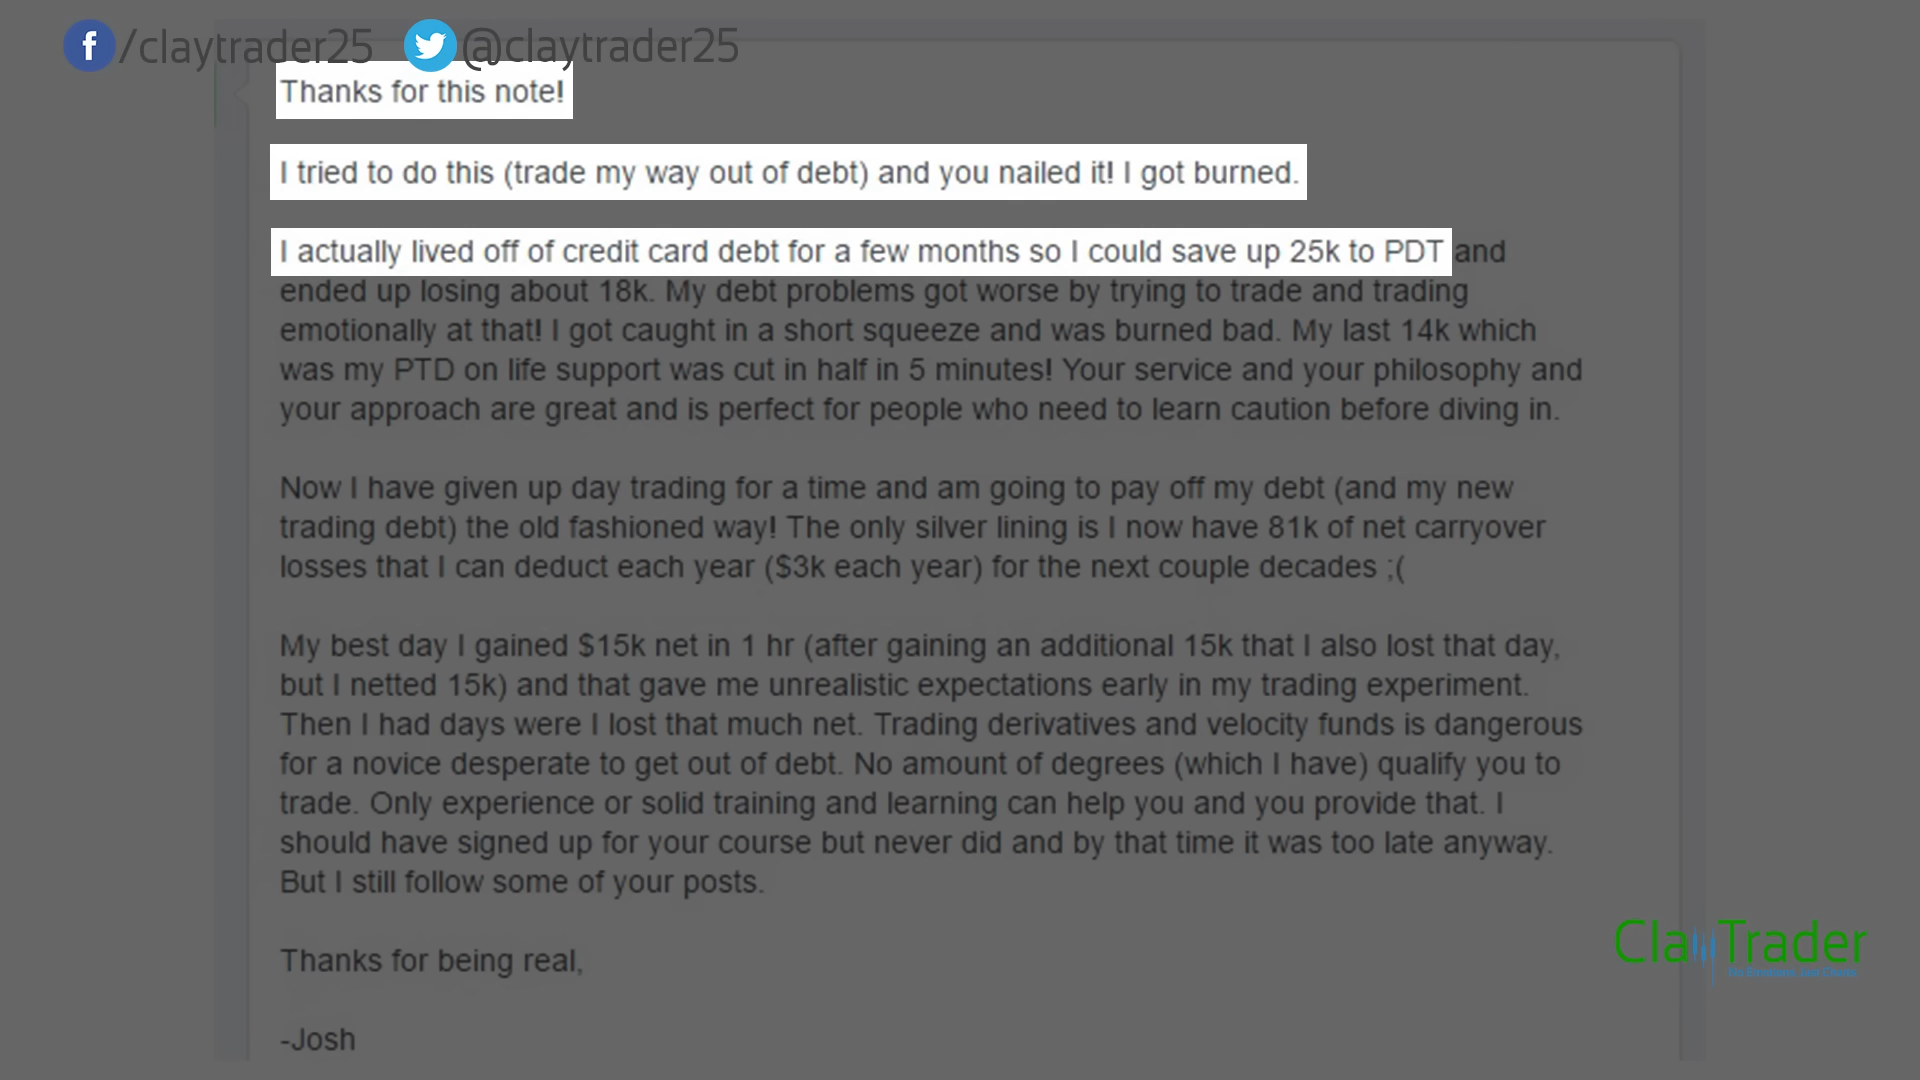 f /claytrader25 @claytrader25
Thanks for this note!
I tried to do this (trade my way out of debt) and you nailed it! I got burned.
I actually lived off of credit card debt for a few months so I could save up 25k to PDT and
ended up losing about 18k. My debt problems got worse by trying to trade and trading
emotionally at that! I got caught in a short squeeze and was burned bad. My last 14k which
was my PTD on life support was cut in half in 5 minutes! Your service and your philosophy and
your approach are great and is perfect for people who need to learn caution before diving in.
Now I have given up day trading for a time and am going to pay off my debt (and my new
trading debt) the old fashioned way! The only silver lining is I now have 81k of net carryover
losses that I can deduct each year ($3k each year) for the next couple decades ;(
My best day I gained $15k net in 1 hr (after gaining an additional 15k that I also lost that day,
but I netted 15k) and that gave me unrealistic expectations early in my trading experiment.
Then I had days were I lost that much net. Trading derivatives and velocity funds is dangerous
for a novice desperate to get out of debt. No amount of degrees (which I have) qualify you to
trade. Only experience or solid training and learning can help you and you provide that. I
should have signed up for your course but never did and by that time it was too late anyway.
But I still follow some of your posts.
Thanks for being real,
-Josh
ClayTrader